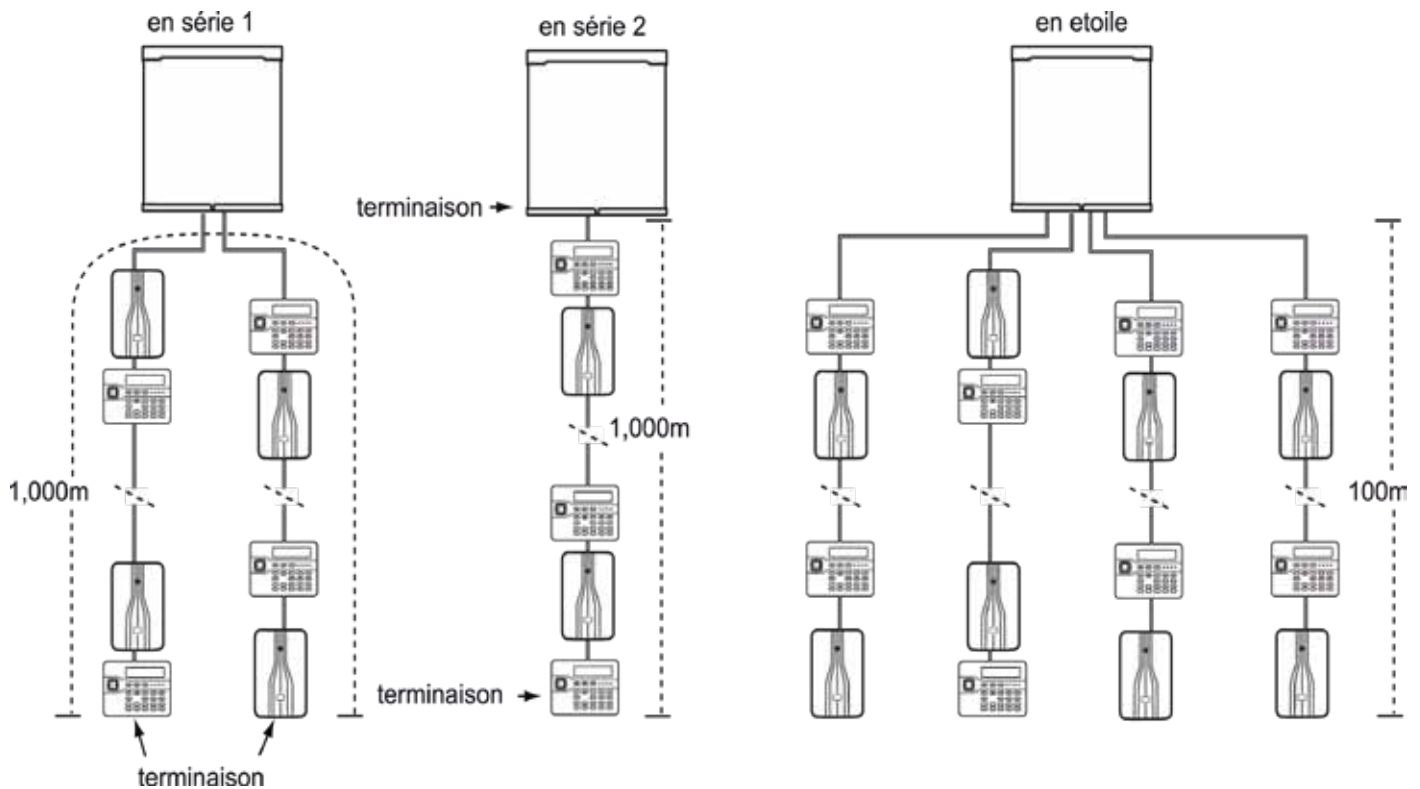 en série 1
en série 2
en etoile
terminaison
1,000m
1,000m
100m
terminaison
terminaison